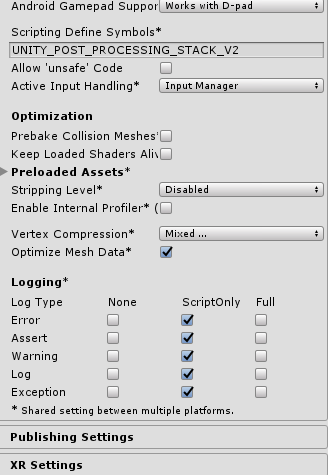 Android Gamepad Suppor Works with D-pad
Scripting Define Symbols*
UNITY_POST_PROCESSING_STACK_V2
Allow 'unsafe' Code
Active Input Handling* Input Manager
Optimization
Prebake Collision Meshes*
Keep Loaded Shaders Aliv
Preloaded Assets*
Stripping Level* Disabled
Enable Internal Profiler* (
Vertex Compression* Mixed ...
Optimize Mesh Data*
Logging*
Log Type None ScriptOnly Full
Error
Assert
Warning
Log
Exception
* Shared setting between multiple platforms.
Publishing Settings
XR Settings